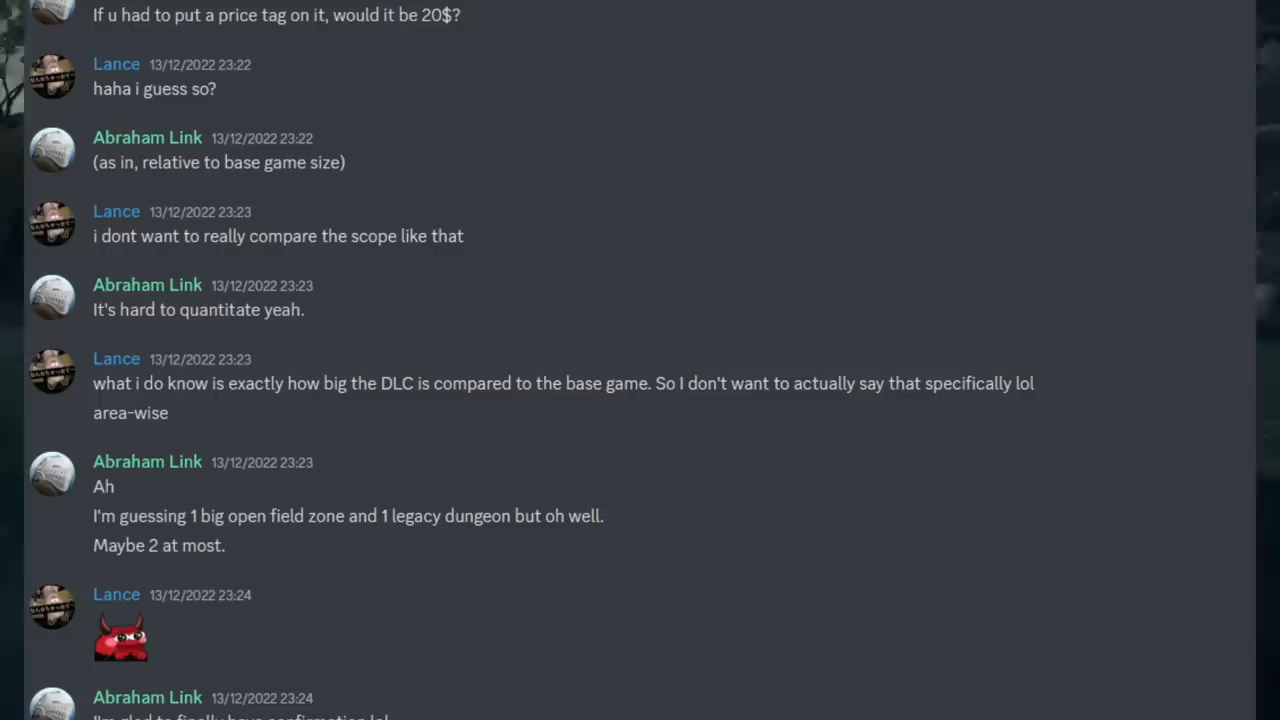 If u had to put a price tag on it, would it be 20$?
Lance 13/12/2022 23:22
haha i guess so?
Abraham Link 13/12/2022 23:22
(as in, relative to base game size)
Lance 13/12/2022 23:23
i dont want to really compare the scope like that
Abraham Link 13/12/2022 23:23
It's hard to quantitate yeah.
Lance 13/12/2022 23:23
what i do know is exactly how big the DLC is compared to the base game. So I don't want to actually say that specifically lol
area-wise
Abraham Link 13/12/2022 23:23
Ah
I'm guessing 1 big open field zone and 1 legacy dungeon but oh well.
Maybe 2 at most.
Lance 13/12/2022 23:24
Abraham Link 13/12/2022 23:24
I'm glad to finally have confirmation lol